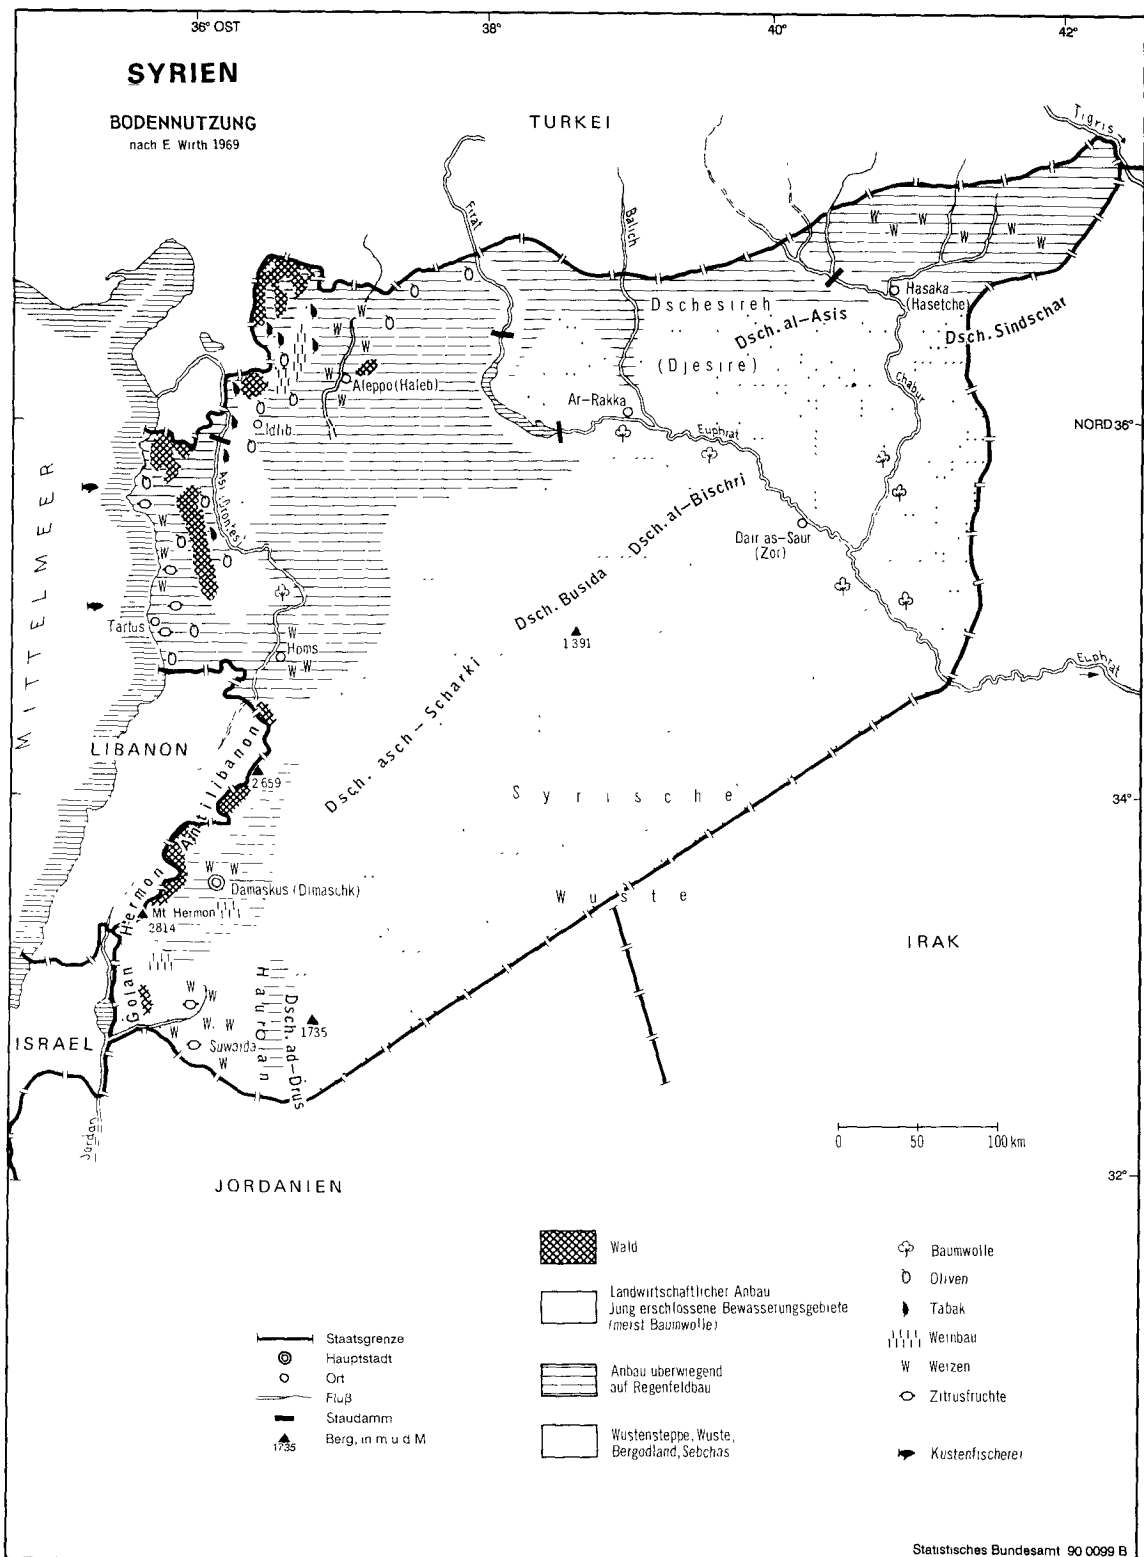 36° OST
38°
40°
42°
SYRIEN
BODENNUTZUNG
nach E Wirth 1969
TURKEI
Tigris
Firat
Balich
Dschesireh
(Djesire)
Dsch. al-Asis
Hasaka
(Hasetche)
Dsch. Sindschar
Chabur
Aleppo (Haleb)
Idlib
Ar-Rakka
Euphrat
NORD 36°
MITTELMEER
Asi (Orontes)
Dsch. al-Bischri
Dair as-Saur
(Zor)
Dsch. Busida
1391
Tartus
Homs
Euphrat
Dsch. asch-Scharki
LIBANON
Antilibanon
2659
Syrische
34°
Hermon
Damaskus (Dimaschk)
Wuste
Mt Hermon
2814
IRAK
Golan
Hauran
Dsch. ad-Drus
1735
ISRAEL
Suwaida
Jordan
0 50 100 km
JORDANIEN
32°
Wald
Landwirtschaftlicher Anbau
Jung erschlossene Bewasserungsgebiete
(meist Baumwolle)
Anbau uberwiegend
auf Regenfeldbau
Wustensteppe, Wuste,
Bergodland, Sebchas
Staatsgrenze
Hauptstadt
Ort
Fluß
Staudamm
1735 Berg, in m u d M
Baumwolle
Oliven
Tabak
Weinbau
W Weizen
Zitrusfruchte
Kustenfischerei
Statistisches Bundesamt 90 0099 B